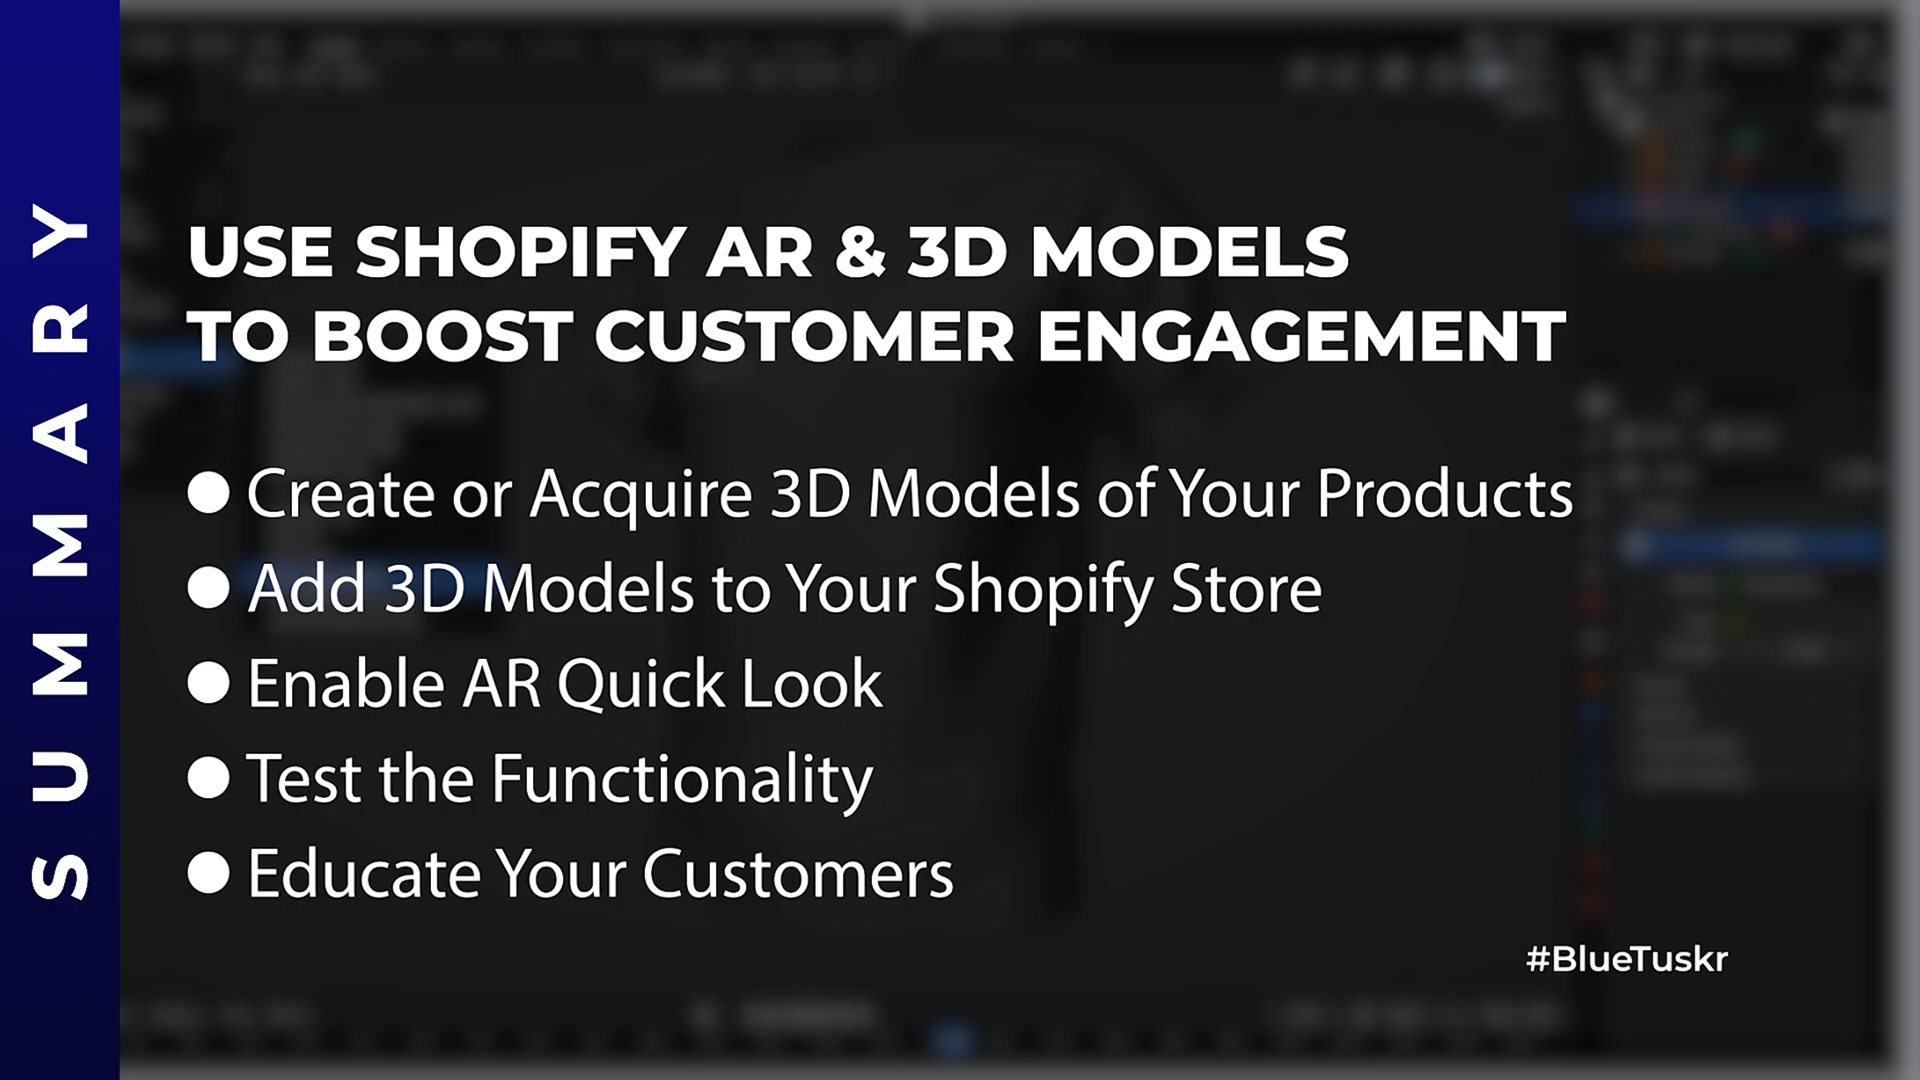 SUMMARY
USE SHOPIFY AR & 3D MODELS
TO BOOST CUSTOMER ENGAGEMENT
● Create or Acquire 3D Models of Your Products
● Add 3D Models to Your Shopify Store
● Enable AR Quick Look
● Test the Functionality
● Educate Your Customers
#BlueTuskr